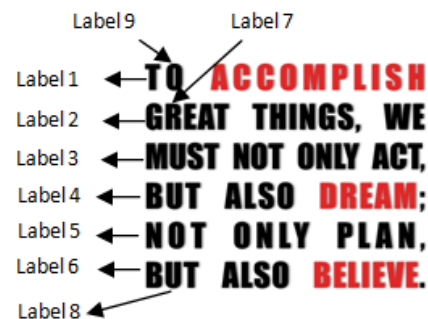 Label 9 Label 7
Label 1 TO ACCOMPLISH
Label 2 GREAT THINGS, WE
Label 3 MUST NOT ONLY ACT,
Label 4 BUT ALSO DREAM;
Label 5 NOT ONLY PLAN,
Label 6 BUT ALSO BELIEVE.
Label 8